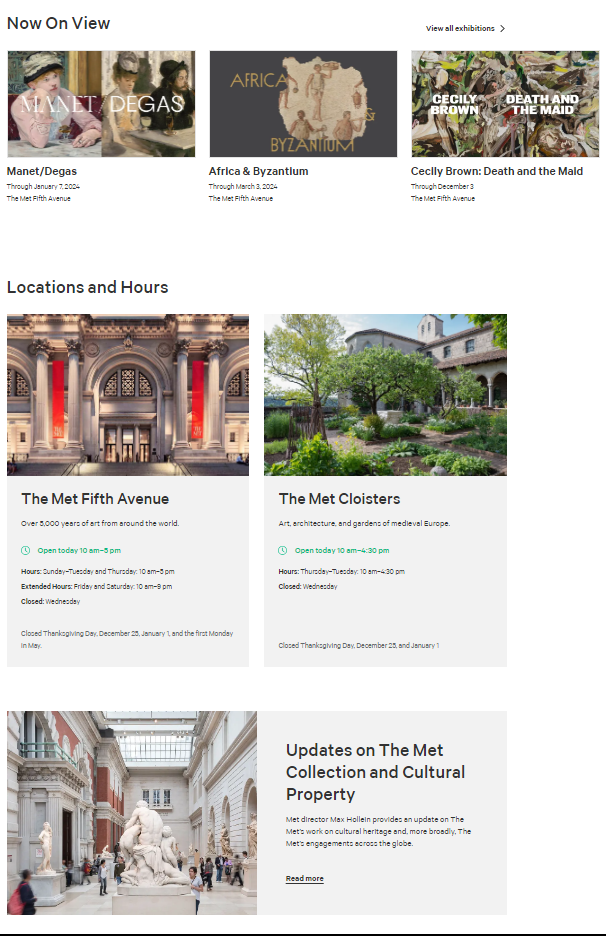 Now On View
View all exhibitions
MANET/DEGAS
AFRICA
&
BYZANTIUM
CECILY
BROWN
DEATH AND
THE MAID
Manet/Degas
Through January 7, 2024
The Met Fifth Avenue
Africa & Byzantium
Through March 3, 2024
The Met Fifth Avenue
Cecily Brown: Death and the Maid
Through December 3
The Met Fifth Avenue
Locations and Hours
The Met Fifth Avenue
Over 5,000 years of art from around the world.
Open today 10 am–5 pm
Hours: Sunday–Tuesday and Thursday: 10 am–5 pm
Extended Hours: Friday and Saturday: 10 am–9 pm
Closed: Wednesday
Closed Thanksgiving Day, December 25, January 1, and the first Monday
in May.
The Met Cloisters
Art, architecture, and gardens of medieval Europe.
Open today 10 am–4:30 pm
Hours: Thursday–Tuesday: 10 am–4:30 pm
Closed: Wednesday
Closed Thanksgiving Day, December 25, and January 1
Updates on The Met
Collection and Cultural
Property
Met director Max Hollein provides an update on The
Met's work on cultural heritage and, more broadly, The
Met's engagements across the globe.
Read more